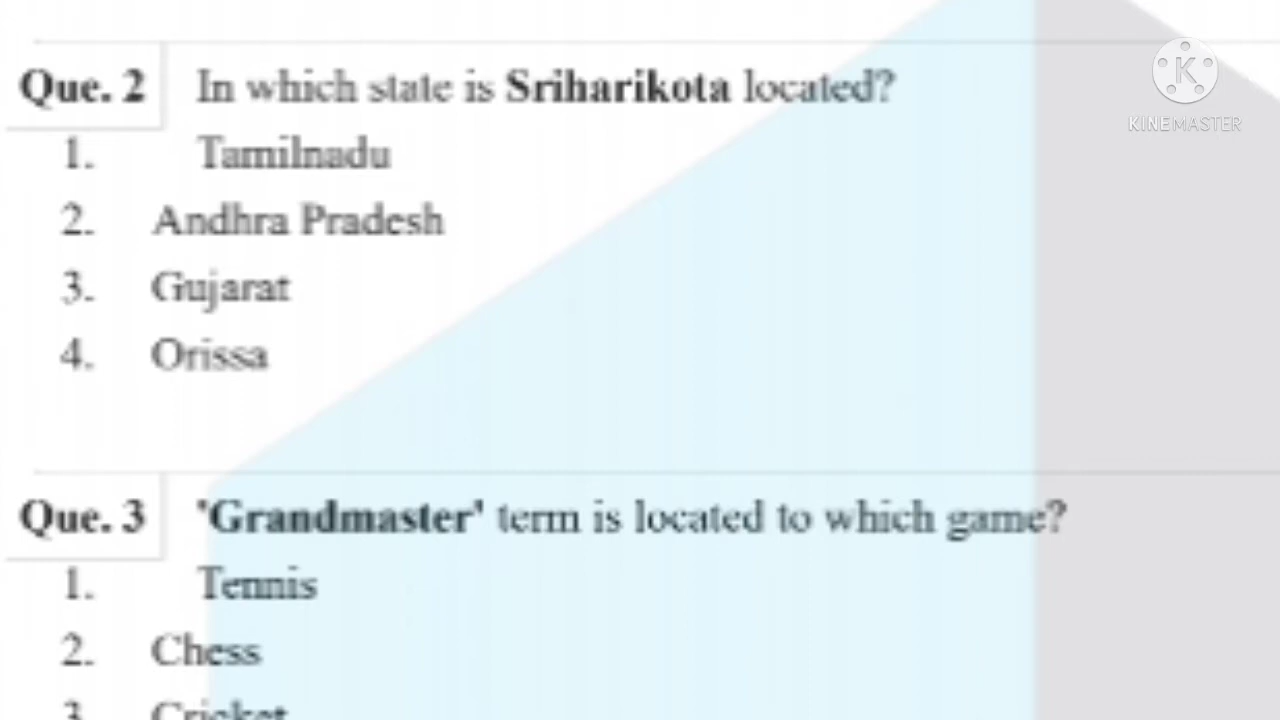 Que. 2 In which state is Sriharikota located?
1. Tamilnadu
2. Andhra Pradesh
3. Gujarat
4. Orissa
Que. 3 'Grandmaster' term is located to which game?
1. Tennis
2. Chess
3. Cricket
K
KINEMASTER